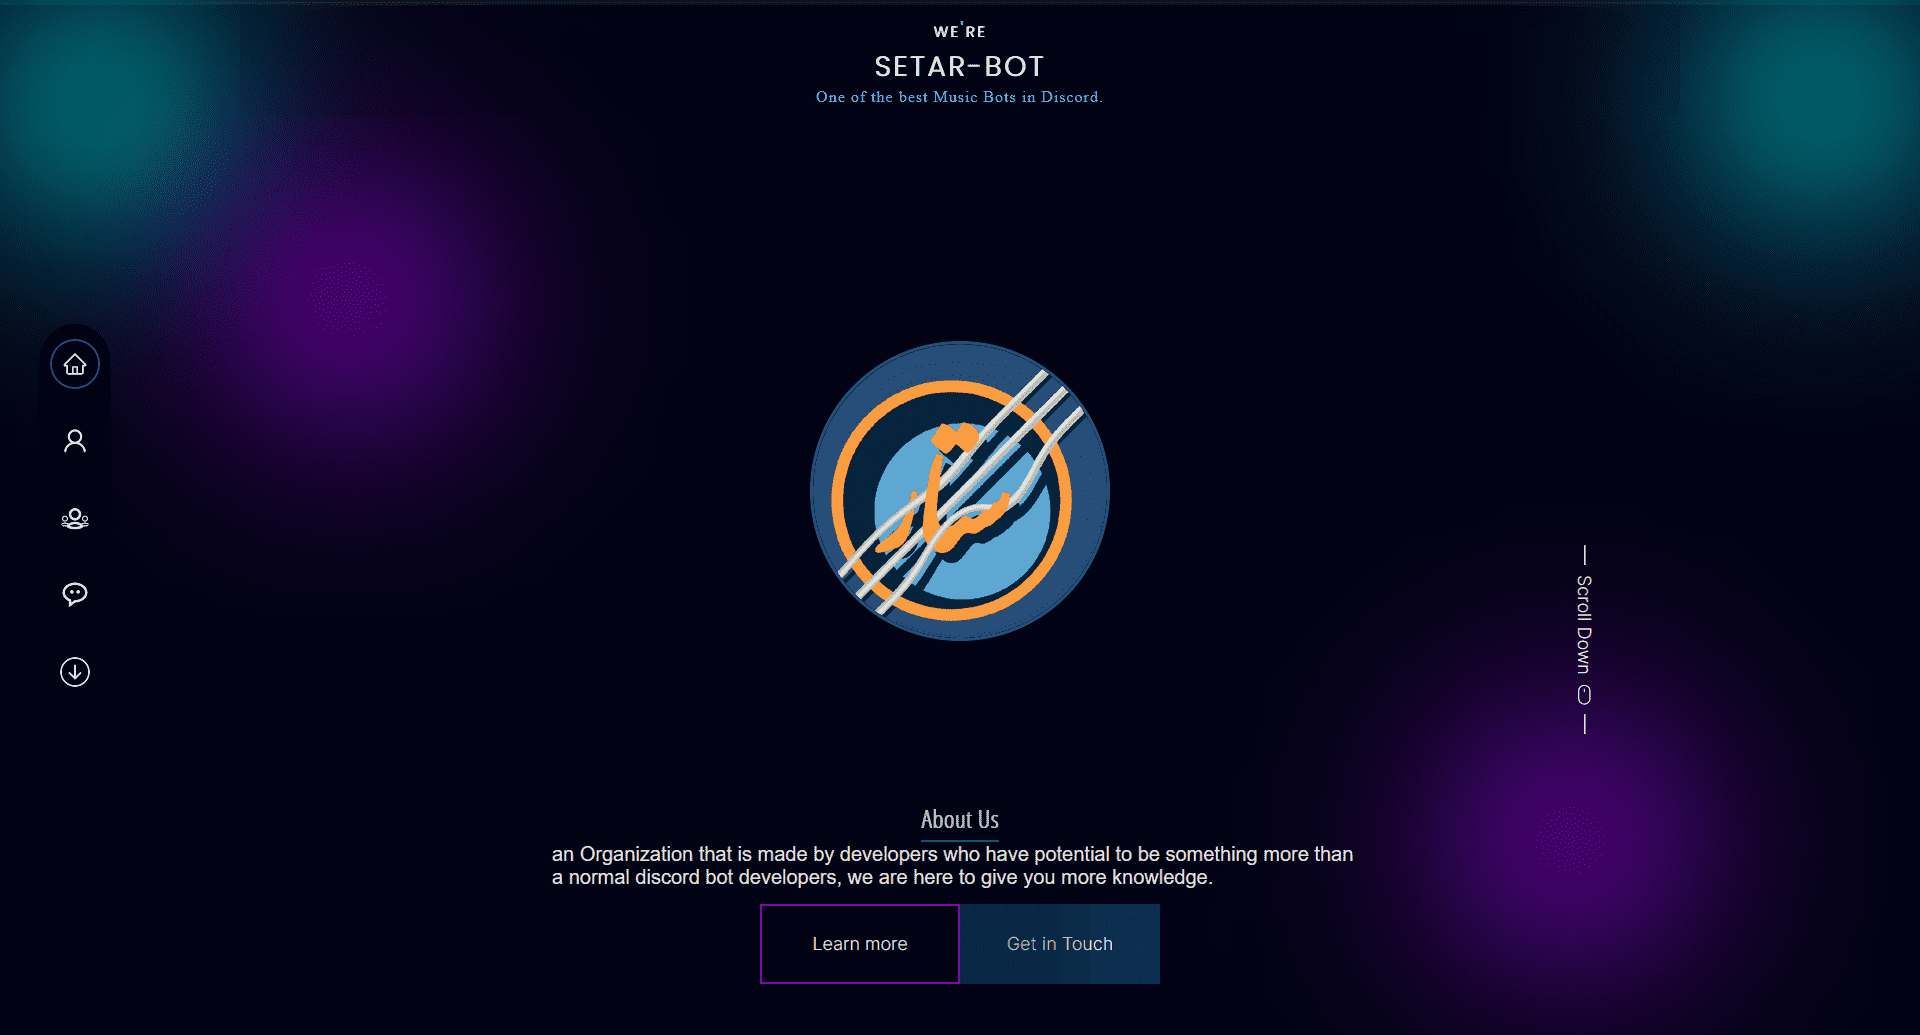 WE'RE
SETAR-BOT
One of the best Music Bots in Discord.
Scroll Down
About Us
an Organization that is made by developers who have potential to be something more than
a normal discord bot developers, we are here to give you more knowledge.
Learn more
Get in Touch